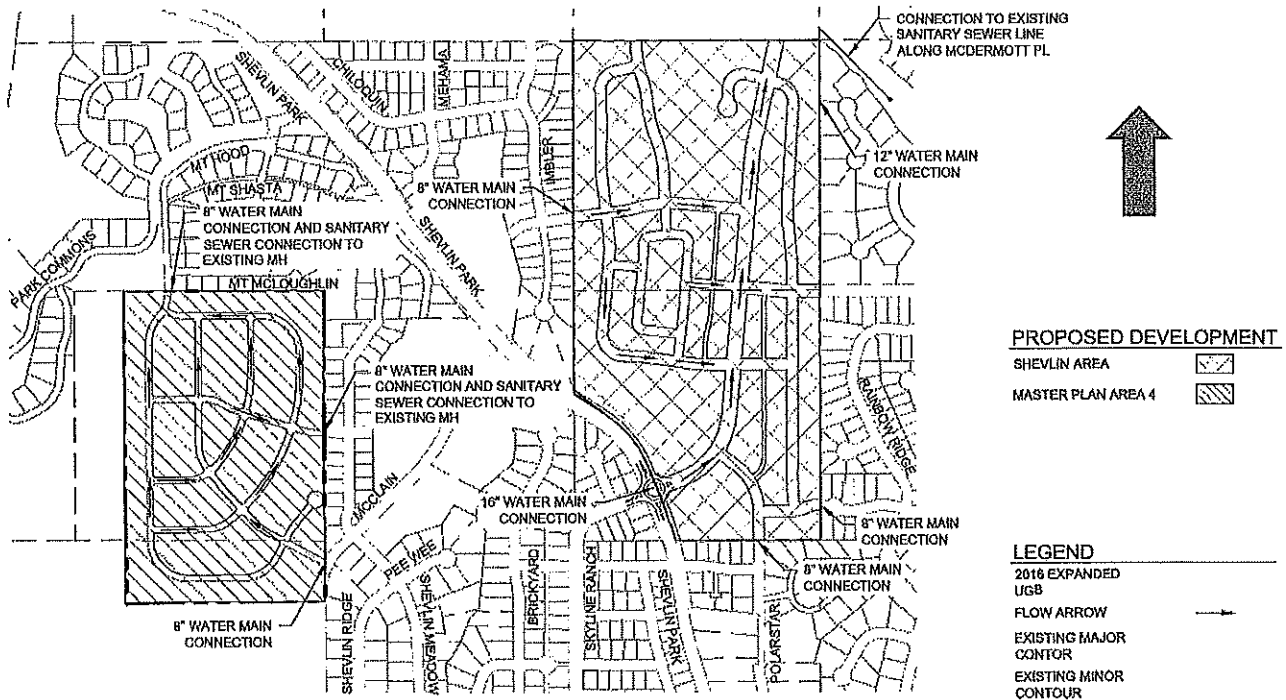 CONNECTION TO EXISTING
SANITARY SEWER LINE
ALONG MCDERMOTT PL
SHEVLIN PARK
CHILOQUIN
MEHAMA
IMBLER
12" WATER MAIN
CONNECTION
MT HOOD
MT SHASTA
8" WATER MAIN
CONNECTION
8" WATER MAIN
CONNECTION AND SANITARY
SEWER CONNECTION TO
EXISTING MH
SHEVLIN PARK
PARK COMMONS
MT MCLOUGHLIN
PROPOSED DEVELOPMENT
SHEVLIN AREA
MASTER PLAN AREA 4
8" WATER MAIN
CONNECTION AND SANITARY
SEWER CONNECTION TO
EXISTING MH
RAINBOW RIDGE
MCCLAIN
16" WATER MAIN
CONNECTION
8" WATER MAIN
CONNECTION
PEE WEE
8" WATER MAIN
CONNECTION
8" WATER MAIN
CONNECTION
SHEVLIN RIDGE
SHEVLIN MEADOW
BRICKYARD
SKYLINE RANCH
SHEVLIN PARK
POLARSTAR
LEGEND
2016 EXPANDED
UGB
FLOW ARROW
EXISTING MAJOR
CONTOR
EXISTING MINOR
CONTOUR